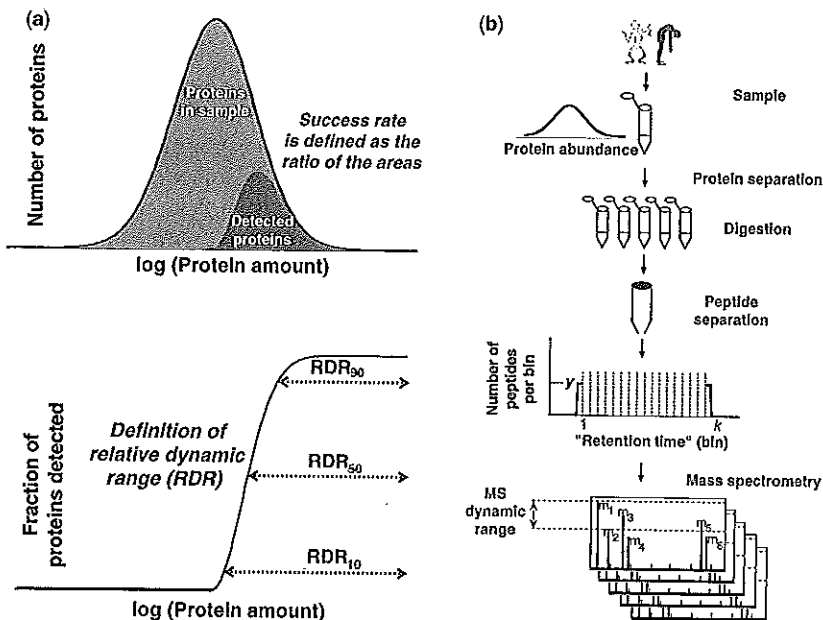 (a)
Number of proteins
Proteins
in sample
Success rate
is defined as the
ratio of the areas
Detected
proteins
log (Protein amount)
Fraction of
proteins detected
Definition of
relative dynamic
range (RDR)
RDR90
RDR50
RDR10
log (Protein amount)
(b)
Sample
Protein abundance
Protein separation
Digestion
Peptide
separation
Number of
peptides
per bin
y
1
k
"Retention time" (bin)
Mass spectrometry
MS
dynamic
range
m1
m2
m3
m4
m5
m6